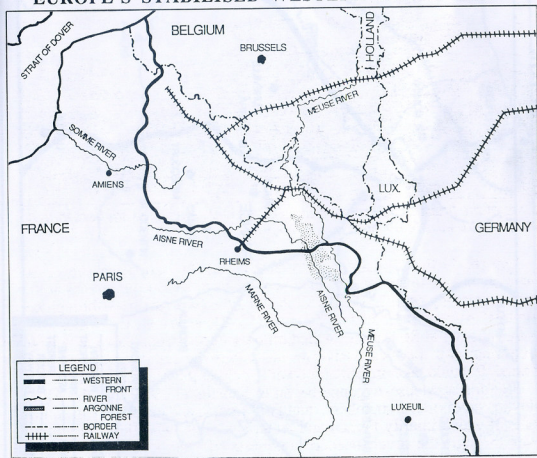 EUROPE'S STABILISED WESTERN
STRAIT OF DOVER
BELGIUM
BRUSSELS
HOLLAND
MEUSE RIVER
SOMME RIVER
AMIENS
LUX.
FRANCE
AISNE RIVER
RHEIMS
GERMANY
PARIS
MARNE RIVER
AISNE RIVER
MEUSE RIVER
LUXEUIL
LEGEND
WESTERN
FRONT
RIVER
ARGONNE
FOREST
BORDER
RAILWAY